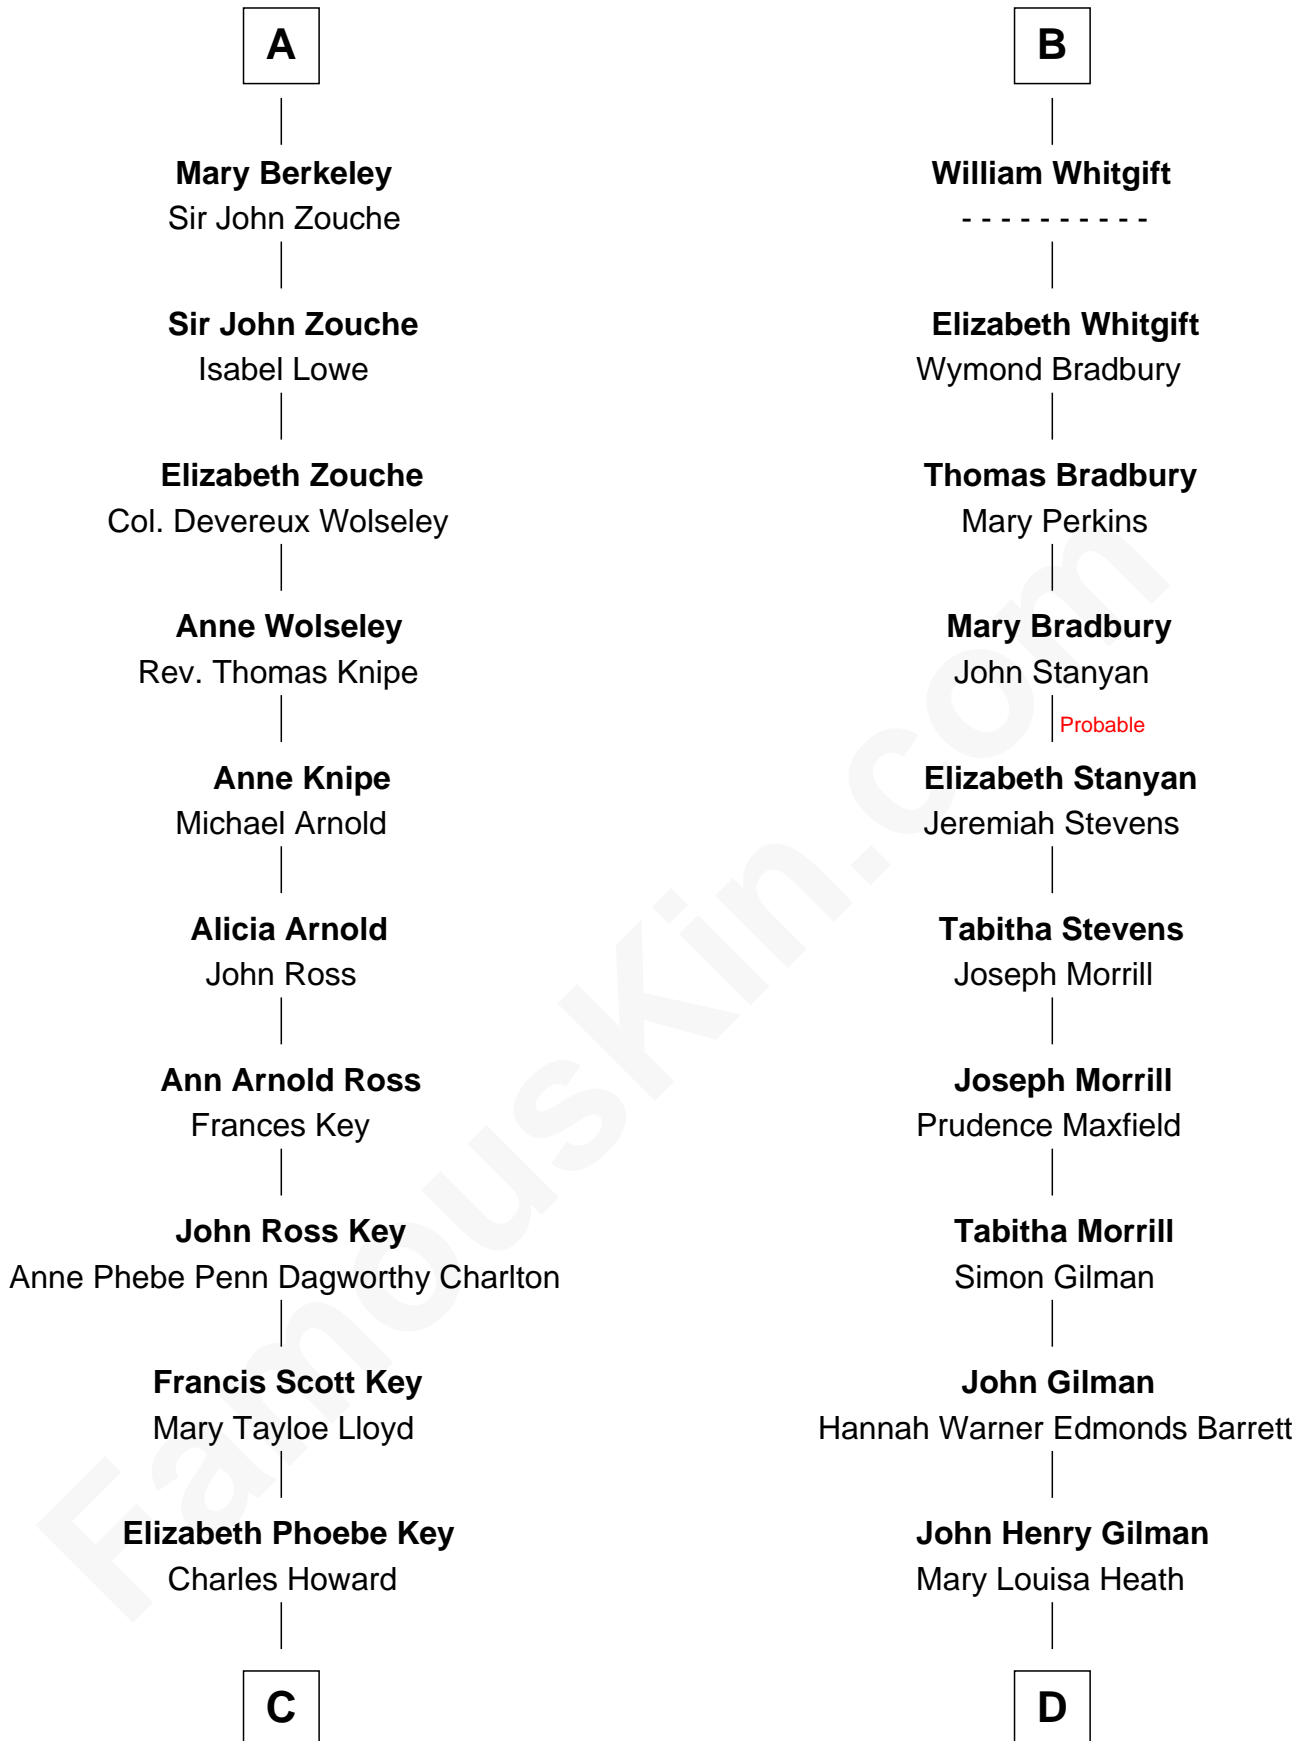 A
Mary Berkeley
Sir John Zouche
Sir John Zouche
Isabel Lowe
Elizabeth Zouche
Col. Devereux Wolseley
Anne Wolseley
Rev. Thomas Knipe
Anne Knipe
Michael Arnold
Alicia Arnold
John Ross
Ann Arnold Ross
Frances Key
John Ross Key
Anne Phebe Penn Dagworthy Charlton
Francis Scott Key
Mary Tayloe Lloyd
Elizabeth Phoebe Key
Charles Howard
C
B
William Whitgift
- - - - - - - - - -
Elizabeth Whitgift
Wymond Bradbury
Thomas Bradbury
Mary Perkins
Mary Bradbury
John Stanyan
Probable
Elizabeth Stanyan
Jeremiah Stevens
Tabitha Stevens
Joseph Morrill
Joseph Morrill
Prudence Maxfield
Tabitha Morrill
Simon Gilman
John Gilman
Hannah Warner Edmonds Barrett
John Henry Gilman
Mary Louisa Heath
D
FamousKin.com